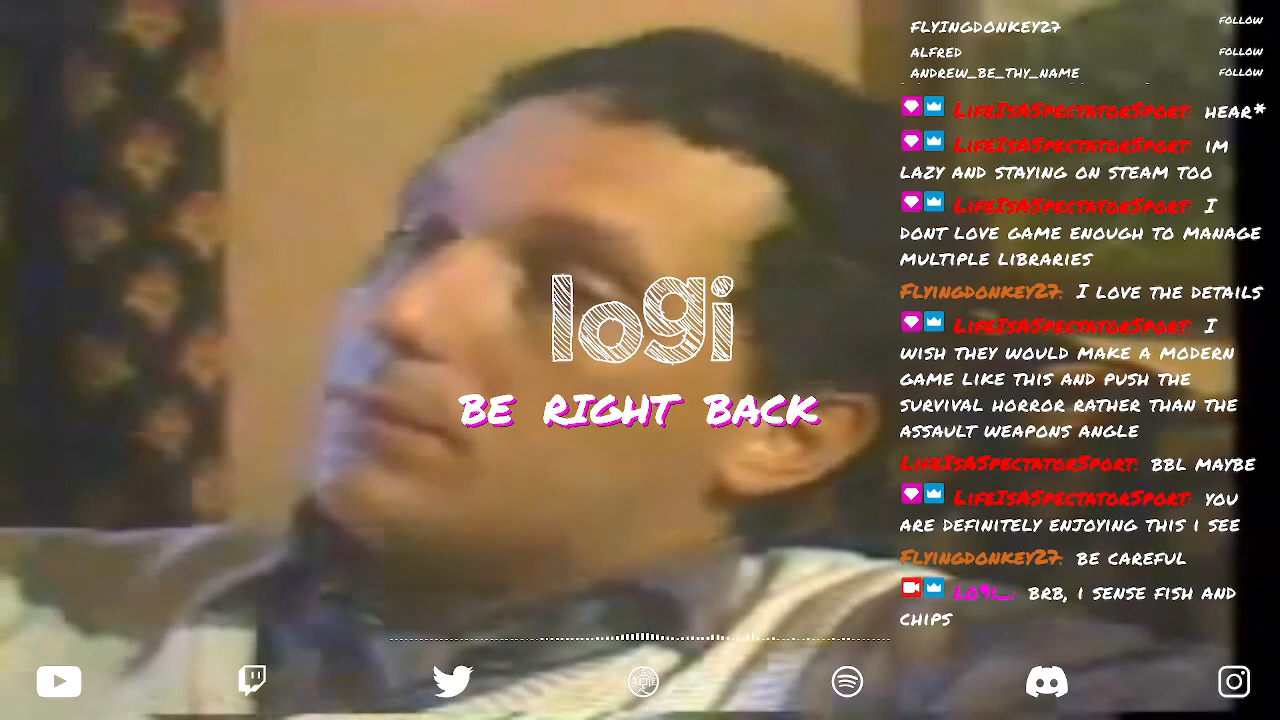 FLYINGDONKEY27 FOLLOW
ALFRED FOLLOW
ANDREW_BE_THY_NAME FOLLOW
LIFEISASPECTATORSPORT: HEAR*
LIFEISASPECTATORSPORT: IM
LAZY AND STAYING ON STEAM TOO
LIFEISASPECTATORSPORT: I
DONT LOVE GAME ENOUGH TO MANAGE
MULTIPLE LIBRARIES
FLYINGDONKEY27: I LOVE THE DETAILS
LIFEISASPECTATORSPORT: I
WISH THEY WOULD MAKE A MODERN
GAME LIKE THIS AND PUSH THE
SURVIVAL HORROR RATHER THAN THE
ASSAULT WEAPONS ANGLE
LIFEISASPECTATORSPORT: BBL MAYBE
LIFEISASPECTATORSPORT: YOU
ARE DEFINITELY ENJOYING THIS I SEE
FLYINGDONKEY27: BE CAREFUL
LO9I_: BRB, I SENSE FISH AND
CHIPS
lo9i
BE RIGHT BACK